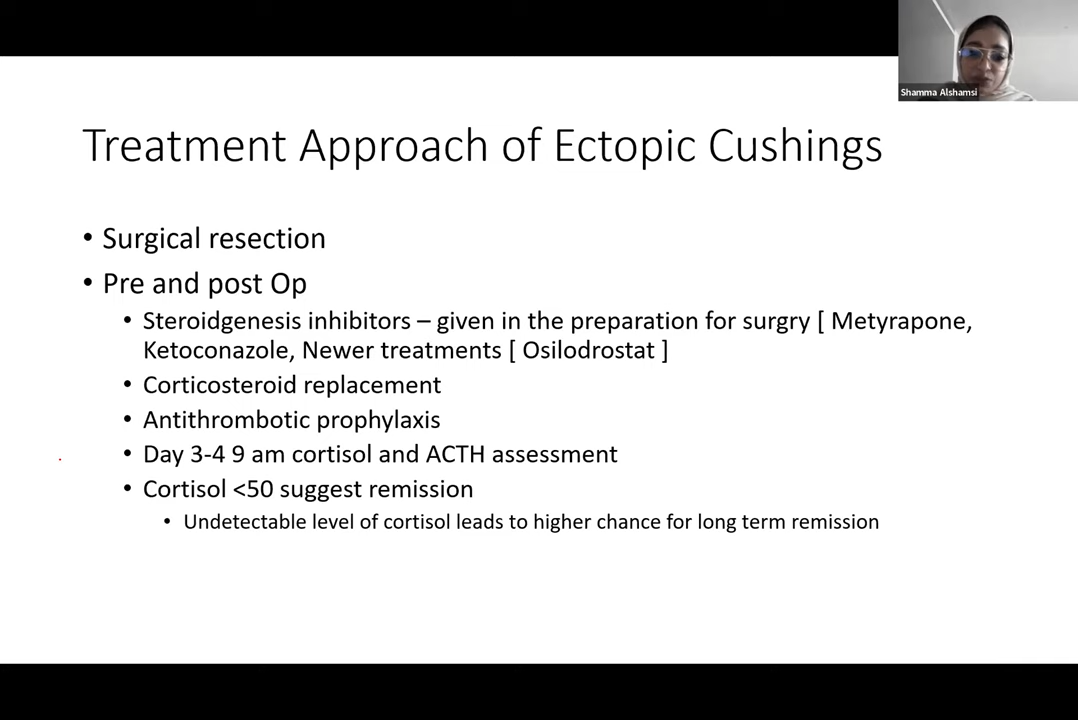 Shamma Alshamsi
Treatment Approach of Ectopic Cushings
• Surgical resection
• Pre and post Op
• Steroidgenesis inhibitors – given in the preparation for surgry [ Metyrapone,
Ketoconazole, Newer treatments [ Osilodrostat ]
• Corticosteroid replacement
• Antithrombotic prophylaxis
• Day 3-4 9 am cortisol and ACTH assessment
• Cortisol <50 suggest remission
• Undetectable level of cortisol leads to higher chance for long term remission